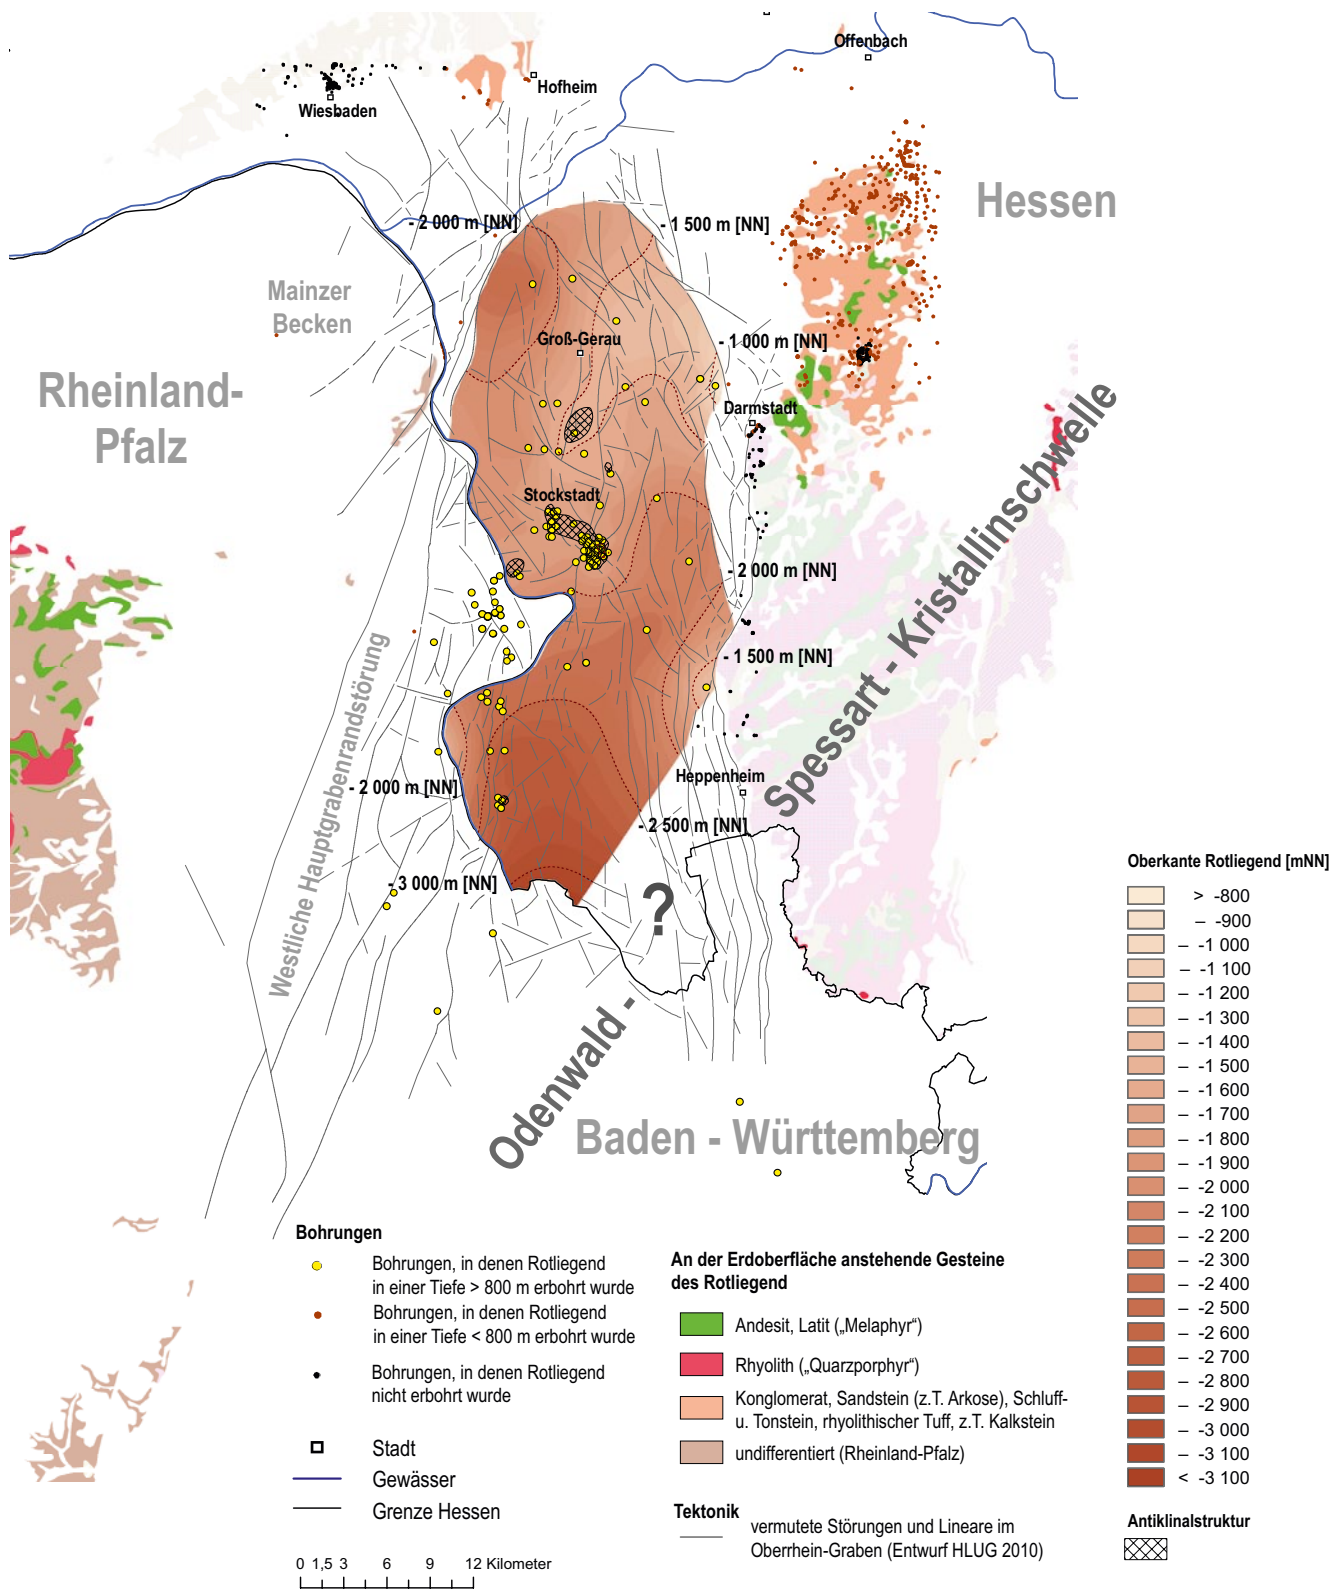 Offenbach
Hofheim
Wiesbaden
Hessen
- 2 000 m [NN]
- 1 500 m [NN]
Mainzer
Becken
Groß-Gerau
- 1 000 m [NN]
Rheinland-
Pfalz
Darmstadt
Stockstadt
- 2 000 m [NN]
- 1 500 m [NN]
Westliche Hauptgrabenrandstörung
- 2 000 m [NN]
Heppenheim
- 2 500 m [NN]
- 3 000 m [NN]
?
Odenwald -
Spessart - Kristallinschwelle
Baden - Württemberg
Oberkante Rotliegend [mNN]
> -800
– -900
– -1 000
– -1 100
– -1 200
– -1 300
– -1 400
– -1 500
– -1 600
– -1 700
– -1 800
– -1 900
– -2 000
– -2 100
– -2 200
– -2 300
– -2 400
– -2 500
– -2 600
– -2 700
– -2 800
– -2 900
– -3 000
– -3 100
< -3 100
Antiklinalstruktur
Bohrungen
Bohrungen, in denen Rotliegend
in einer Tiefe > 800 m erbohrt wurde
Bohrungen, in denen Rotliegend
in einer Tiefe < 800 m erbohrt wurde
Bohrungen, in denen Rotliegend
nicht erbohrt wurde
Stadt
Gewässer
Grenze Hessen
0 1,5 3 6 9 12 Kilometer
An der Erdoberfläche anstehende Gesteine
des Rotliegend
Andesit, Latit („Melaphyr“)
Rhyolith („Quarzporphyr“)
Konglomerat, Sandstein (z.T. Arkose), Schluff-
u. Tonstein, rhyolithischer Tuff, z.T. Kalkstein
undifferentiert (Rheinland-Pfalz)
Tektonik
vermutete Störungen und Lineare im
Oberrhein-Graben (Entwurf HLUG 2010)